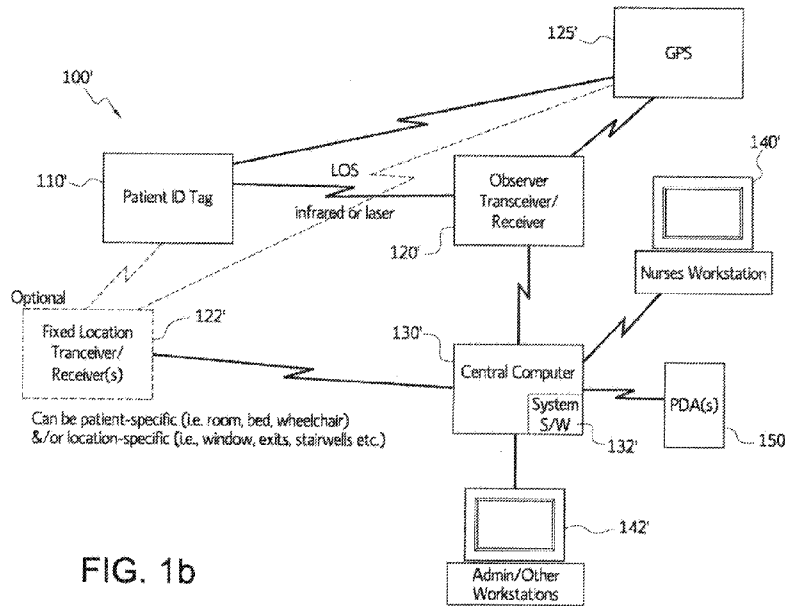 125'
GPS
100'
140'
LOS
110'
Patient ID Tag
Observer
Transceiver/
Receiver
infrared or laser
120'
Nurses Workstation
Optional
122'
Fixed Location
Tranceiver/
Receiver(s)
130'
Central Computer
System
S/W
132'
PDA(s)
150
Can be patient-specific (i.e. room, bed, wheelchair)
&/or location-specific (i.e., window, exits, stairwells etc.)
142'
Admin/Other
Workstations
FIG. 1b